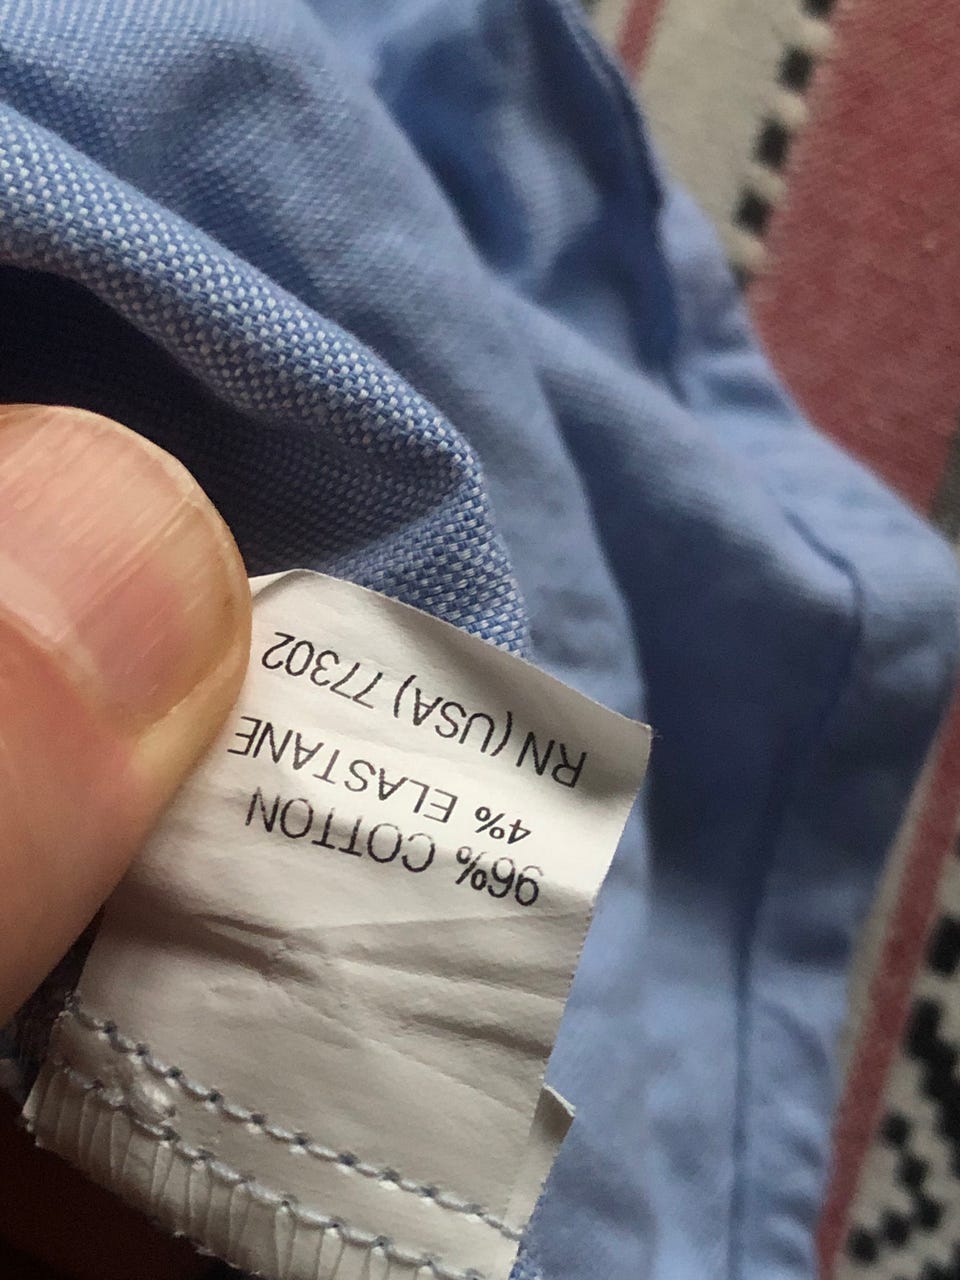 96% COTTON
4% ELASTANE
RN (USA) 77302